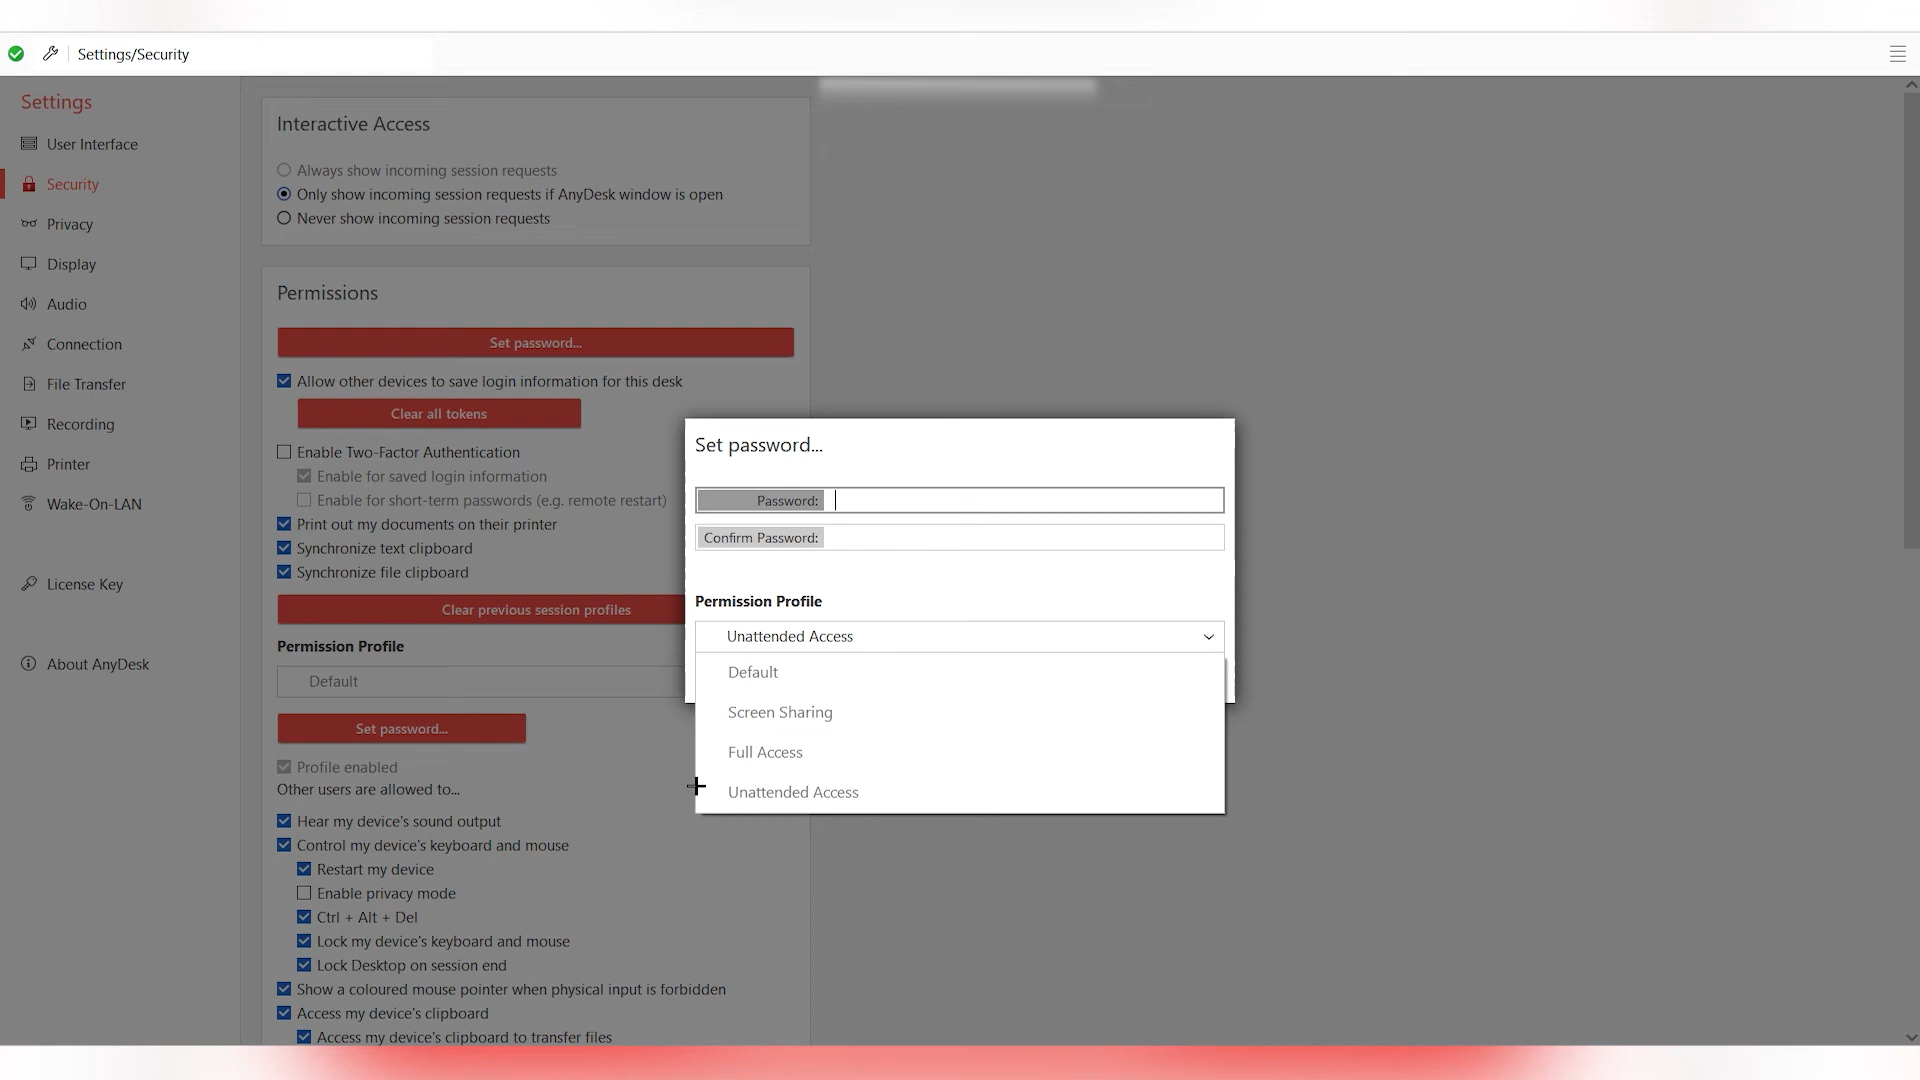 Settings/Security
Settings
User Interface
Security
Privacy
Display
Audio
Connection
File Transfer
Recording
Printer
Wake-On-LAN
License Key
About AnyDesk
Interactive Access
Always show incoming session requests
Only show incoming session requests if AnyDesk window is open
Never show incoming session requests
Permissions
Set password...
Allow other devices to save login information for this desk
Clear all tokens
Enable Two-Factor Authentication
Enable for saved login information
Enable for short-term passwords (e.g. remote restart)
Print out my documents on their printer
Synchronize text clipboard
Synchronize file clipboard
Clear previous session profiles
Permission Profile
Default
Set password...
Profile enabled
Other users are allowed to...
Hear my device's sound output
Control my device's keyboard and mouse
Restart my device
Enable privacy mode
Ctrl + Alt + Del
Lock my device's keyboard and mouse
Lock Desktop on session end
Show a coloured mouse pointer when physical input is forbidden
Access my device's clipboard
Access my device's clipboard to transfer files
Set password...
Password:
Confirm Password:
Permission Profile
Unattended Access
Default
Screen Sharing
Full Access
Unattended Access